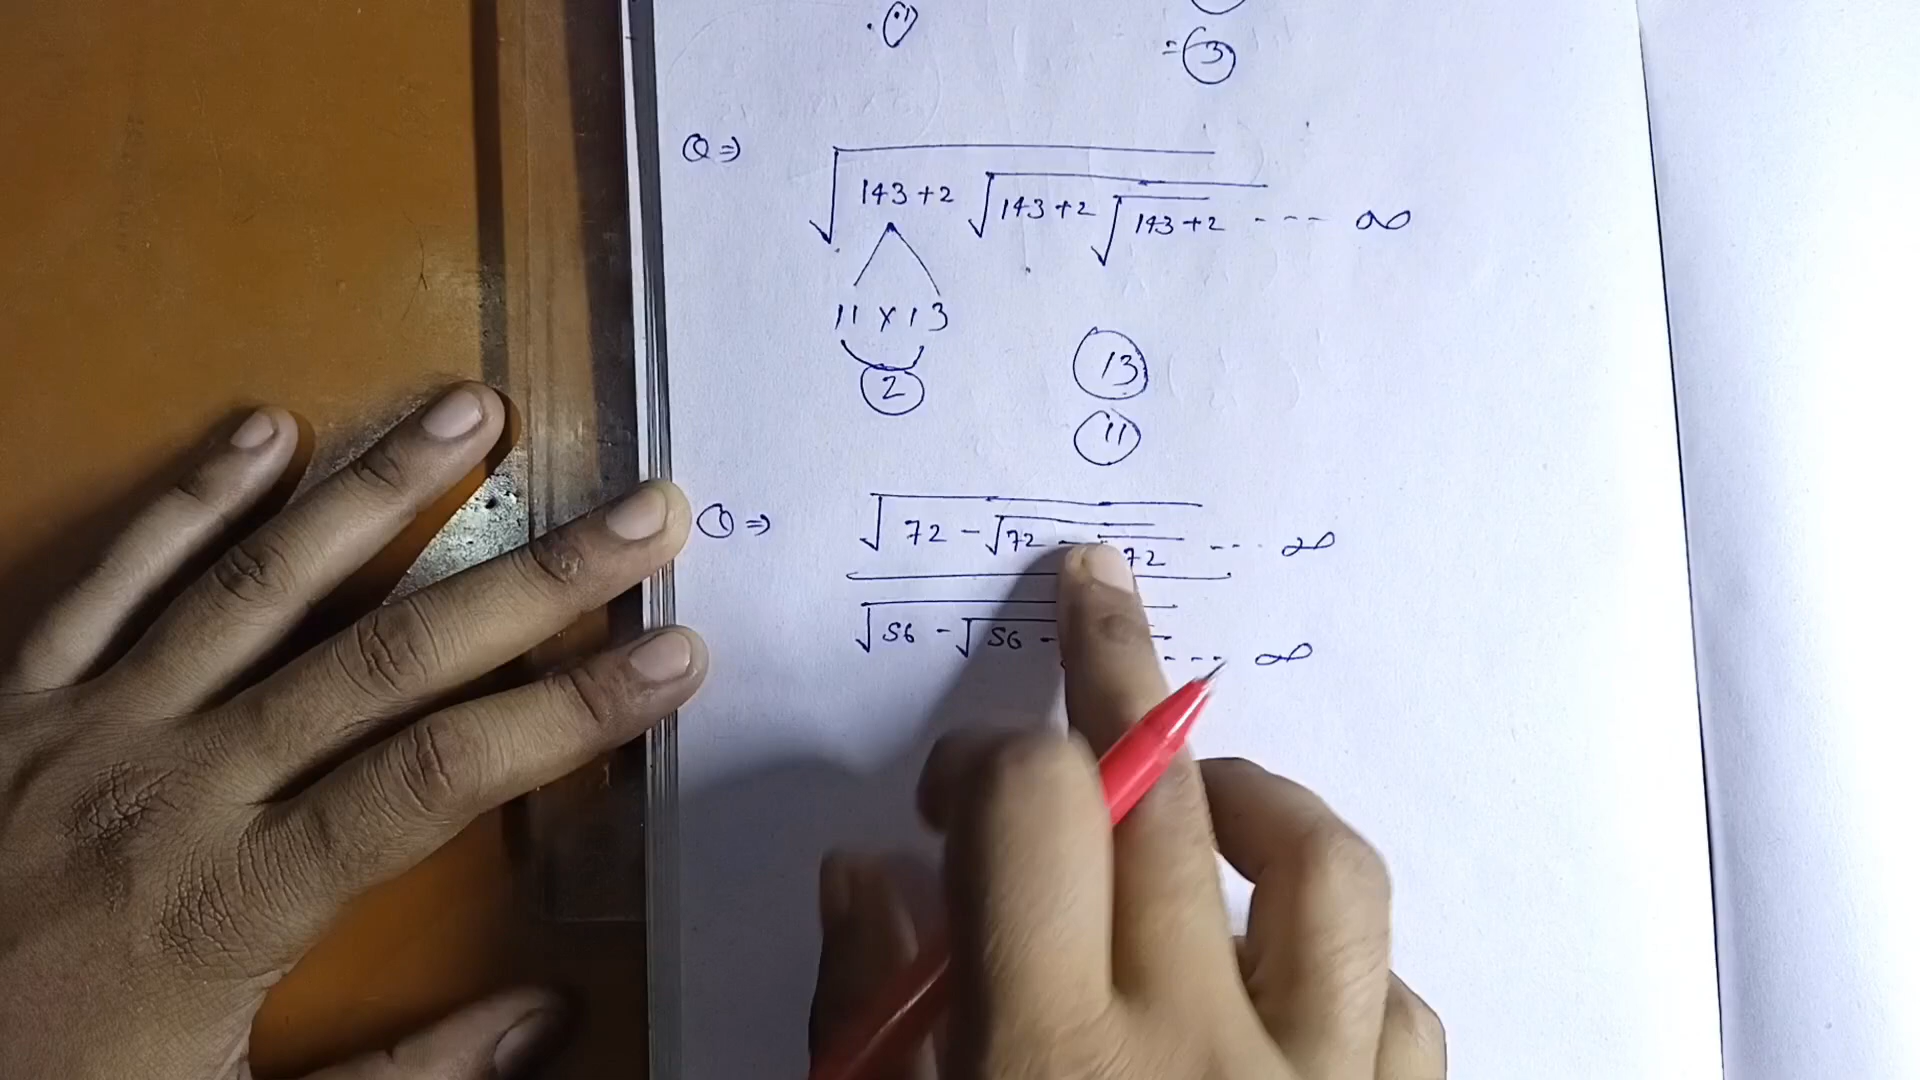 = 3
Q ⇒ √143+2 √143+2 √143+2 --- ∞
11 x 13
2
13
11
Q ⇒ √72 - √72 - √72 --- ∞
√56 - √56 - --- ∞